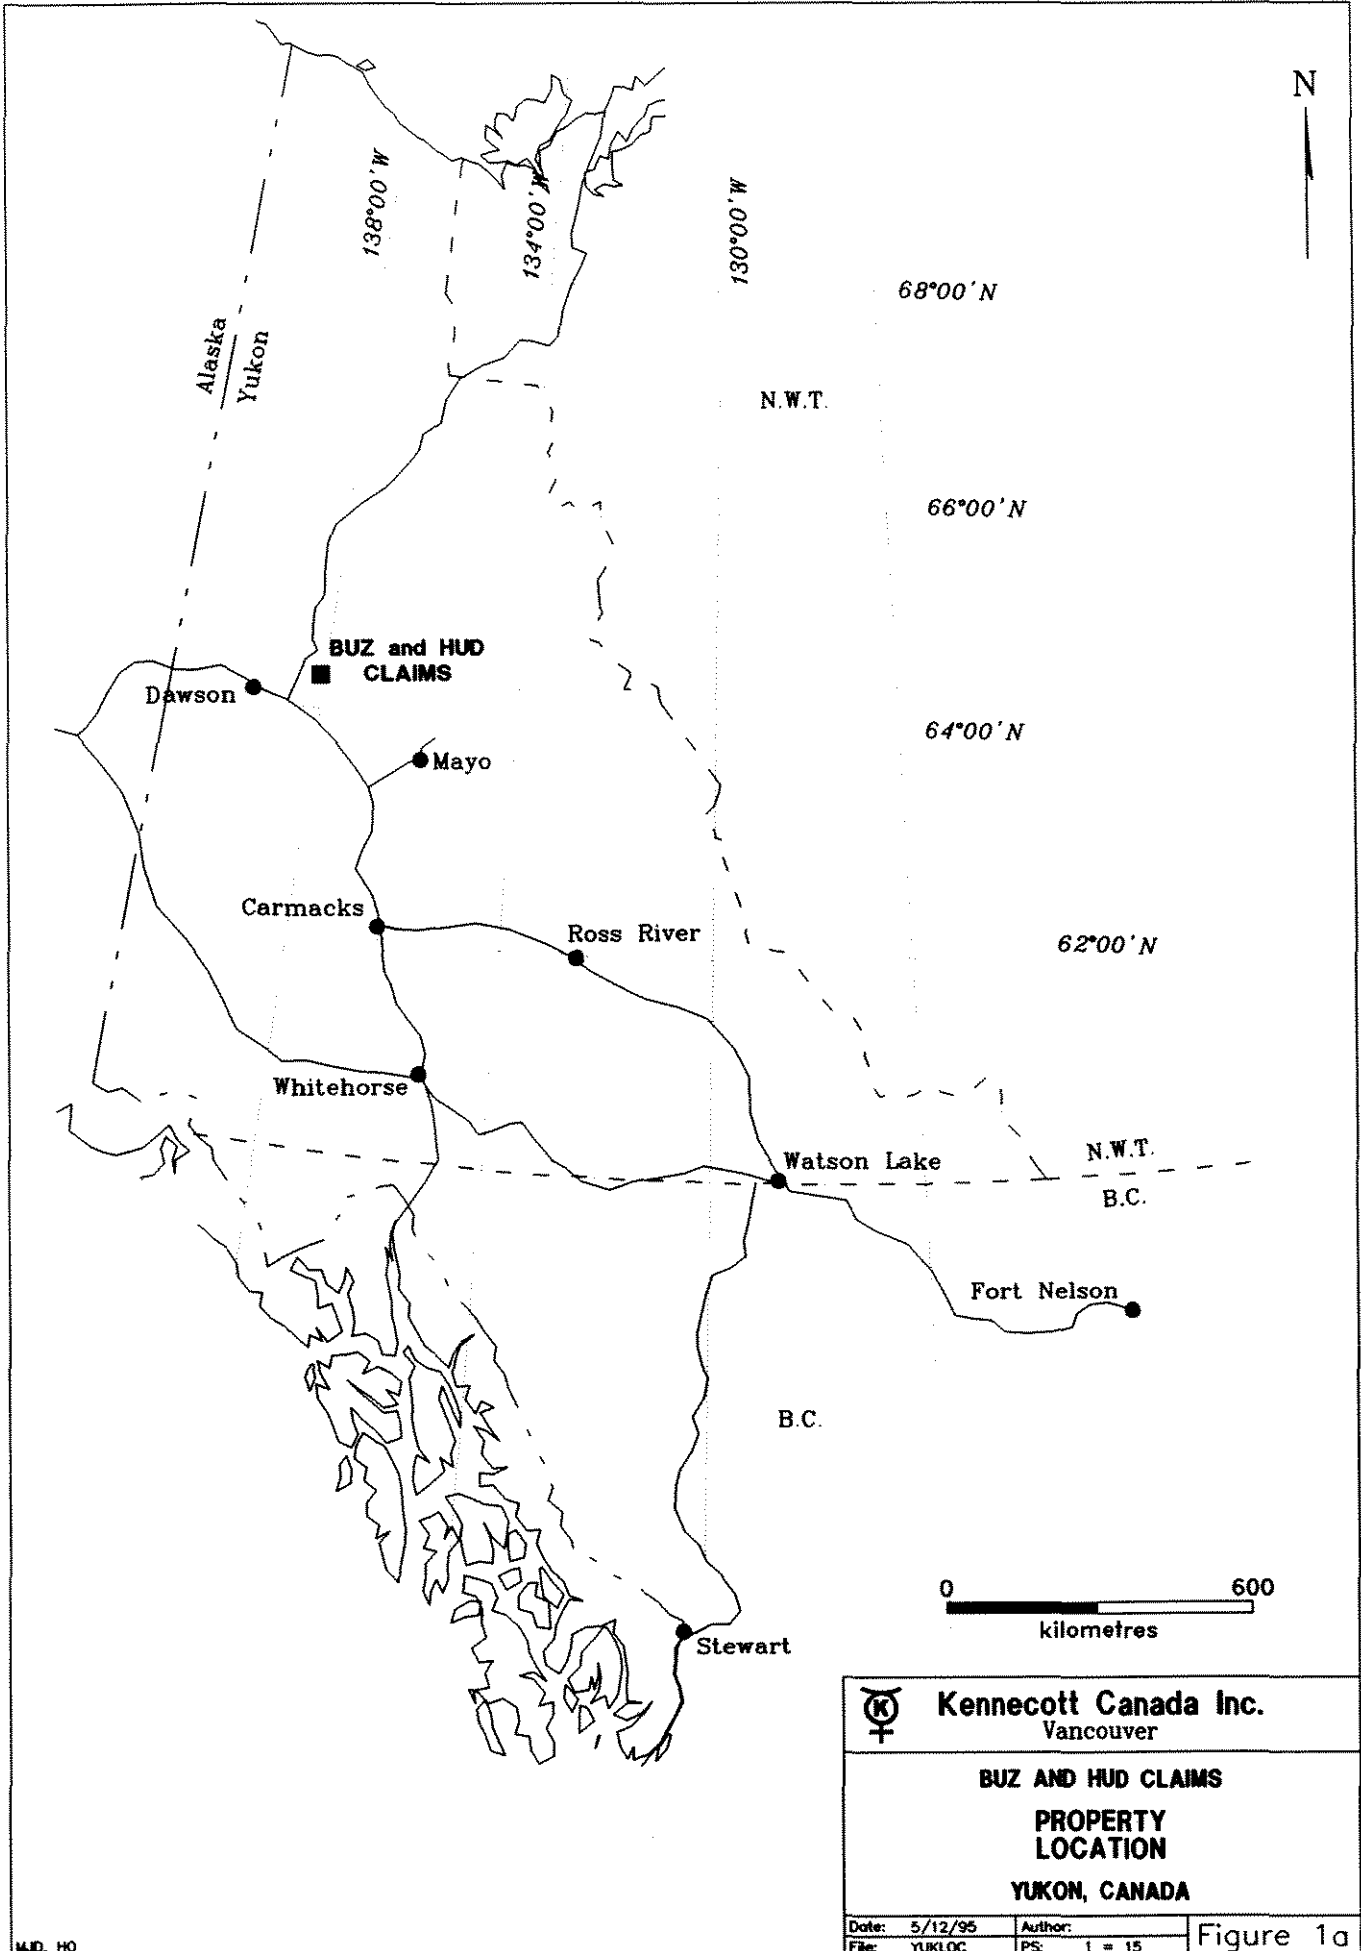 N
138°00'W
134°00'W
130°00'W
68°00'N
Alaska
Yukon
N.W.T.
66°00'N
BUZ and HUD
CLAIMS
Dawson
64°00'N
Mayo
Carmacks
Ross River
62°00'N
Whitehorse
Watson Lake
N.W.T.
B.C.
Fort Nelson
B.C.
0 600
kilometres
Stewart
K
Kennecott Canada Inc.
Vancouver
BUZ AND HUD CLAIMS
PROPERTY
LOCATION
YUKON, CANADA
Date: 5/12/95 Author:
File: YUKLOC PS: 1 = 15
Figure 1a
MJD, HO